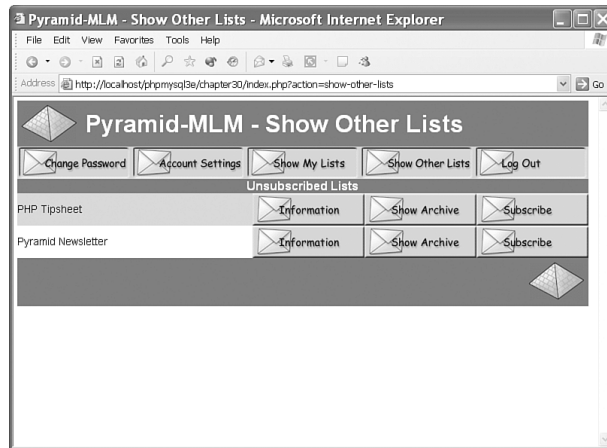 Pyramid-MLM - Show Other Lists - Microsoft Internet Explorer
File Edit View Favorites Tools Help
Address http://localhost/phpmysql3e/chapter30/index.php?action=show-other-lists Go
Pyramid-MLM - Show Other Lists
Change Password Account Settings Show My Lists Show Other Lists Log Out
Unsubscribed Lists
PHP Tipsheet Information Show Archive Subscribe
Pyramid Newsletter Information Show Archive Subscribe